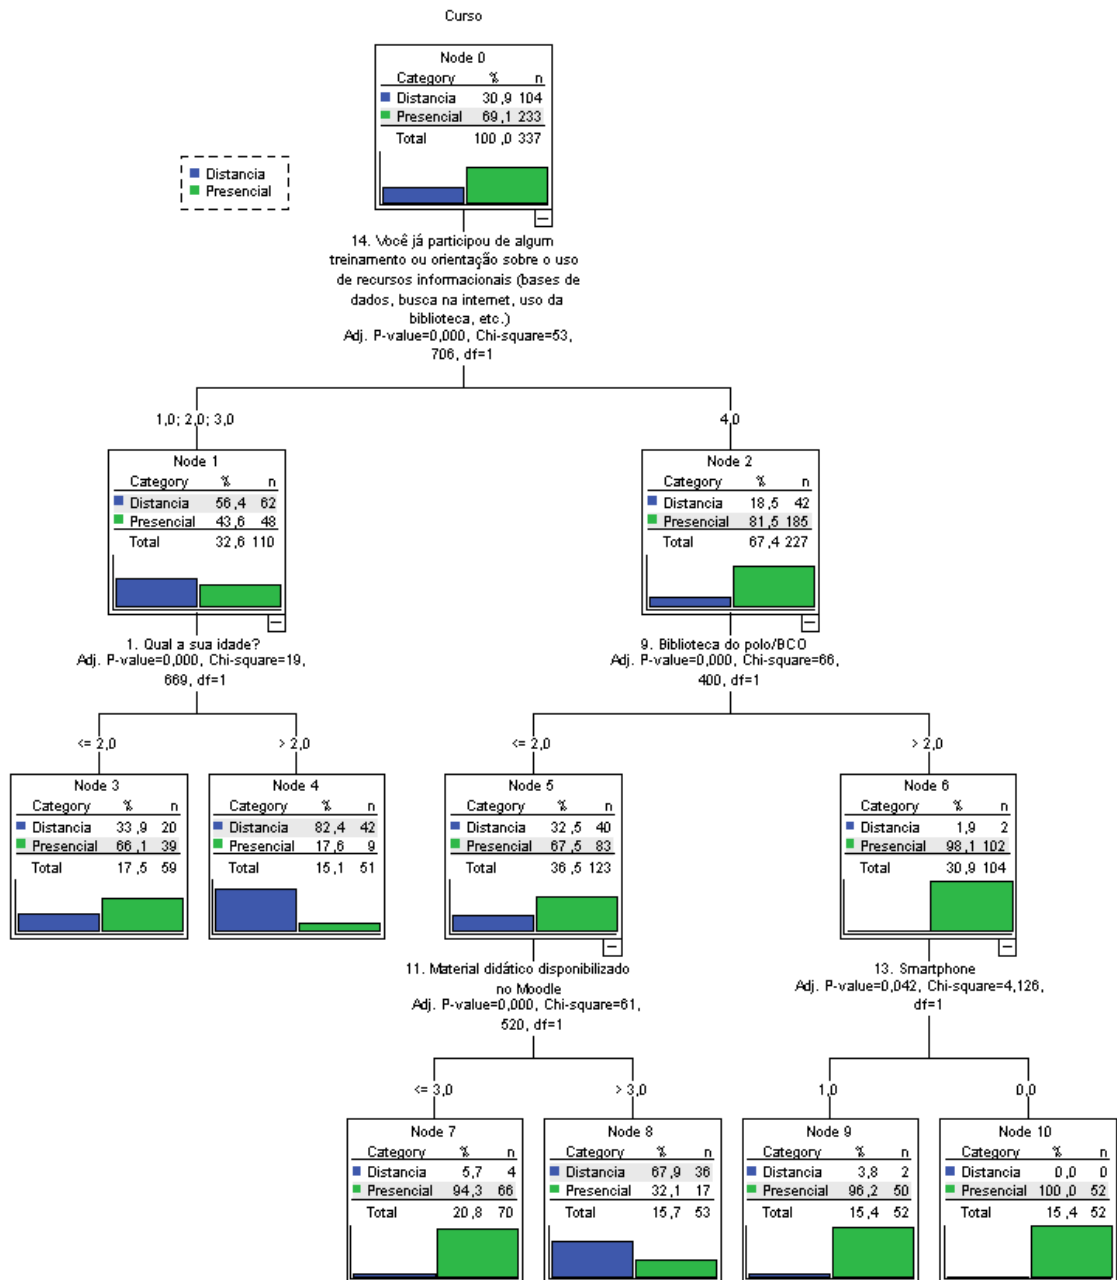 Curso
Node 0
Category % n
Distancia 30,9 104
Presencial 69,1 233
Total 100,0 337
Distancia
Presencial
14. Você já participou de algum
treinamento ou orientação sobre o uso
de recursos informacionais (bases de
dados, busca na internet, uso da
biblioteca, etc.)
Adj. P-value=0,000, Chi-square=53,
706, df=1
1,0; 2,0; 3,0
4,0
Node 1
Category % n
Distancia 56,4 62
Presencial 43,6 48
Total 32,6 110
Node 2
Category % n
Distancia 18,5 42
Presencial 81,5 185
Total 67,4 227
1. Qual a sua idade?
Adj. P-value=0,000, Chi-square=19,
669, df=1
9. Biblioteca do polo/BCO
Adj. P-value=0,000, Chi-square=66,
400, df=1
<= 2,0
> 2,0
<= 2,0
> 2,0
Node 3
Category % n
Distancia 33,9 20
Presencial 66,1 39
Total 17,5 59
Node 4
Category % n
Distancia 82,4 42
Presencial 17,6 9
Total 15,1 51
Node 5
Category % n
Distancia 32,5 40
Presencial 67,5 83
Total 36,5 123
Node 6
Category % n
Distancia 1,9 2
Presencial 98,1 102
Total 30,9 104
11. Material didático disponibilizado
no Moodle
Adj. P-value=0,000, Chi-square=61,
520, df=1
13. Smartphone
Adj. P-value=0,042, Chi-square=4,126,
df=1
<= 3,0
> 3,0
1,0
0,0
Node 7
Category % n
Distancia 5,7 4
Presencial 94,3 66
Total 20,8 70
Node 8
Category % n
Distancia 67,9 36
Presencial 32,1 17
Total 15,7 53
Node 9
Category % n
Distancia 3,8 2
Presencial 96,2 50
Total 15,4 52
Node 10
Category % n
Distancia 0,0 0
Presencial 100,0 52
Total 15,4 52